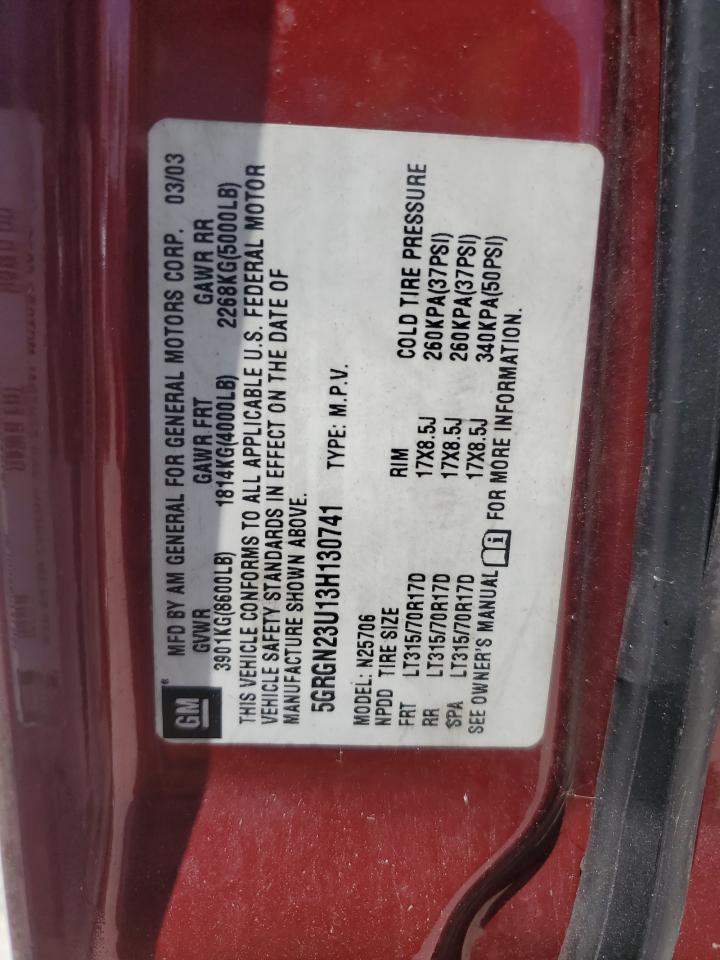 GM® MFD BY AM GENERAL FOR GENERAL MOTORS CORP. 03/03
GVWR GAWR FRT GAWR RR
3901KG(8600LB) 1814KG(4000LB) 2268KG(5000LB)
THIS VEHICLE CONFORMS TO ALL APPLICABLE U.S. FEDERAL MOTOR
VEHICLE SAFETY STANDARDS IN EFFECT ON THE DATE OF
MANUFACTURE SHOWN ABOVE.
5GRGN23U13H130741 TYPE: M.P.V.
MODEL: N25706
NPDD TIRE SIZE RIM COLD TIRE PRESSURE
FRT LT315/70R17D 17X8.5J 260KPA(37PSI)
RR LT315/70R17D 17X8.5J 260KPA(37PSI)
SPA LT315/70R17D 17X8.5J 340KPA(50PSI)
SEE OWNER'S MANUAL i FOR MORE INFORMATION.